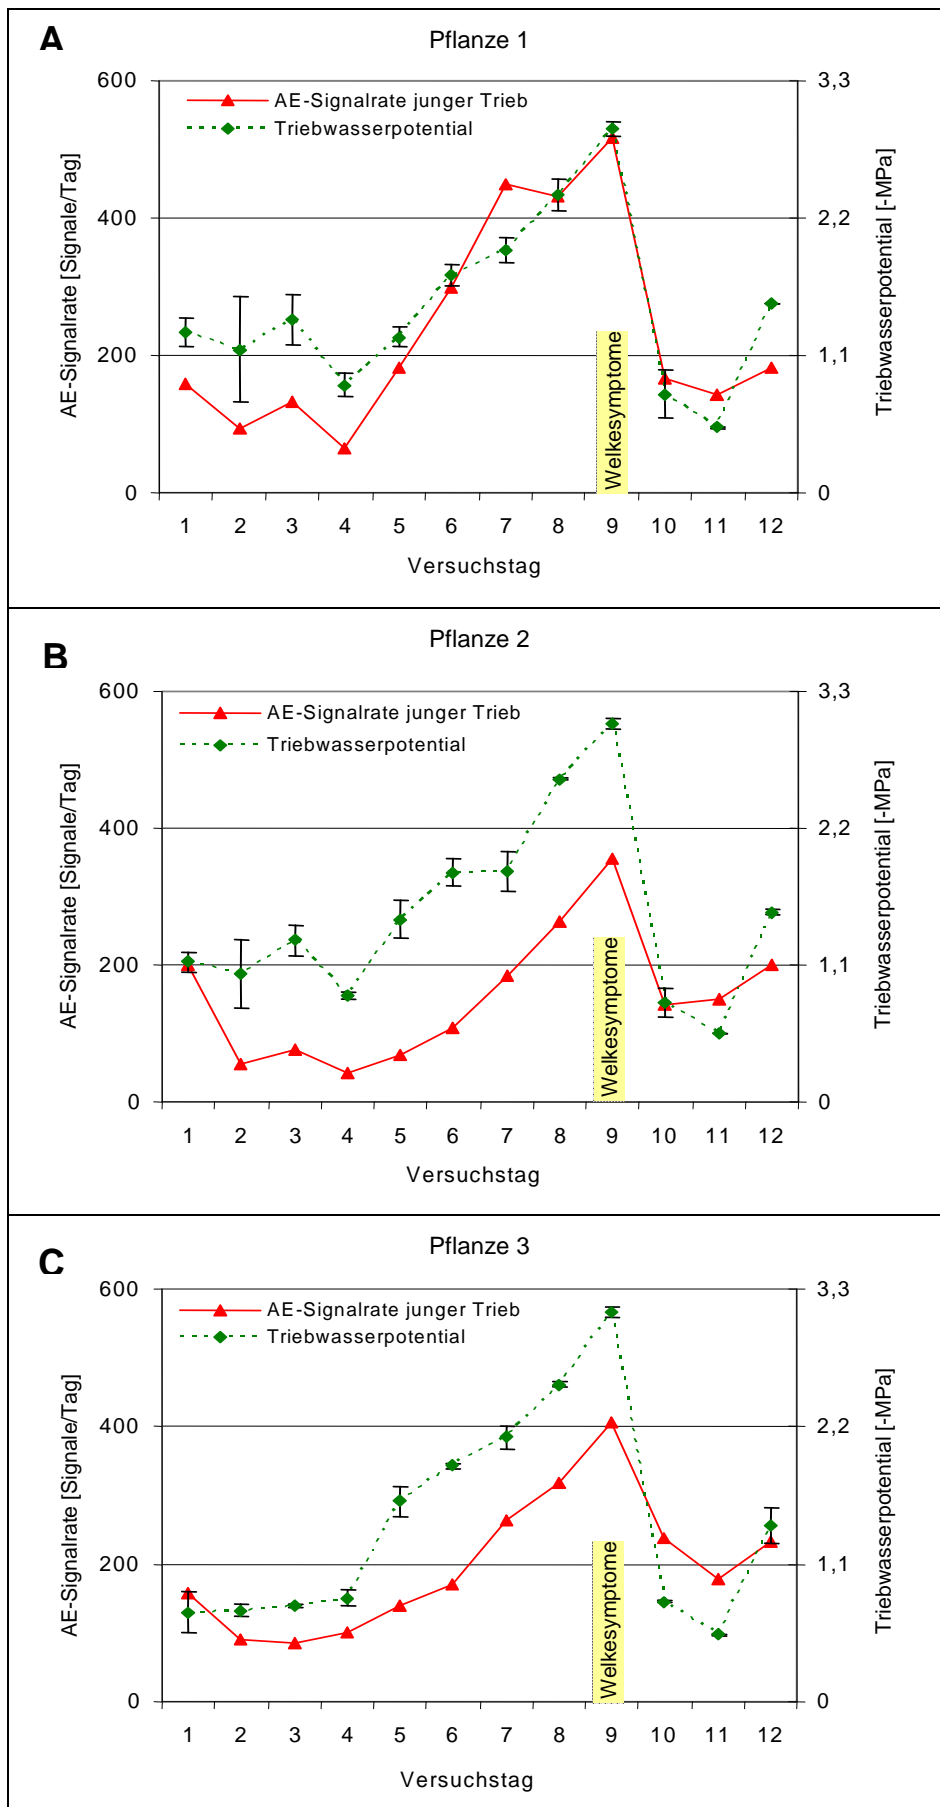 A
Pflanze 1
AE-Signalrate junger Trieb
Triebwasserpotential
AE-Signalrate [Signale/Tag]
600
400
200
0
Triebwasserpotential [-MPa]
3,3
2,2
1,1
0
Welkesymptome
1 2 3 4 5 6 7 8 9 10 11 12
Versuchstag
B
Pflanze 2
AE-Signalrate junger Trieb
Triebwasserpotential
AE-Signalrate [Signale/Tag]
600
400
200
0
Triebwasserpotential [-MPa]
3,3
2,2
1,1
0
Welkesymptome
1 2 3 4 5 6 7 8 9 10 11 12
Versuchstag
C
Pflanze 3
AE-Signalrate junger Trieb
Triebwasserpotential
AE-Signalrate [Signale/Tag]
600
400
200
0
Triebwasserpotential [-MPa]
3,3
2,2
1,1
0
Welkesymptome
1 2 3 4 5 6 7 8 9 10 11 12
Versuchstag